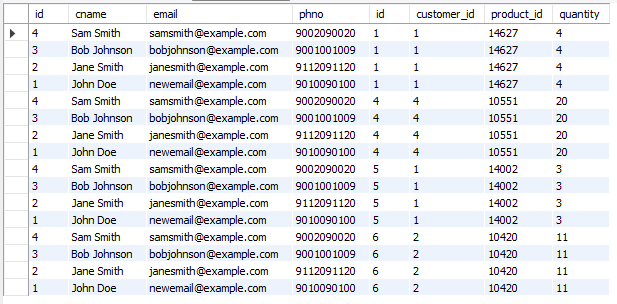 id cname email phno id customer_id product_id quantity
4 Sam Smith samsmith@example.com 9002090020 1 1 14627 4
3 Bob Johnson bobjohnson@example.com 9001001009 1 1 14627 4
2 Jane Smith janesmith@example.com 9112091120 1 1 14627 4
1 John Doe newemail@example.com 9010090100 1 1 14627 4
4 Sam Smith samsmith@example.com 9002090020 4 4 10551 20
3 Bob Johnson bobjohnson@example.com 9001001009 4 4 10551 20
2 Jane Smith janesmith@example.com 9112091120 4 4 10551 20
1 John Doe newemail@example.com 9010090100 4 4 10551 20
4 Sam Smith samsmith@example.com 9002090020 5 1 14002 3
3 Bob Johnson bobjohnson@example.com 9001001009 5 1 14002 3
2 Jane Smith janesmith@example.com 9112091120 5 1 14002 3
1 John Doe newemail@example.com 9010090100 5 1 14002 3
4 Sam Smith samsmith@example.com 9002090020 6 2 10420 11
3 Bob Johnson bobjohnson@example.com 9001001009 6 2 10420 11
2 Jane Smith janesmith@example.com 9112091120 6 2 10420 11
1 John Doe newemail@example.com 9010090100 6 2 10420 11